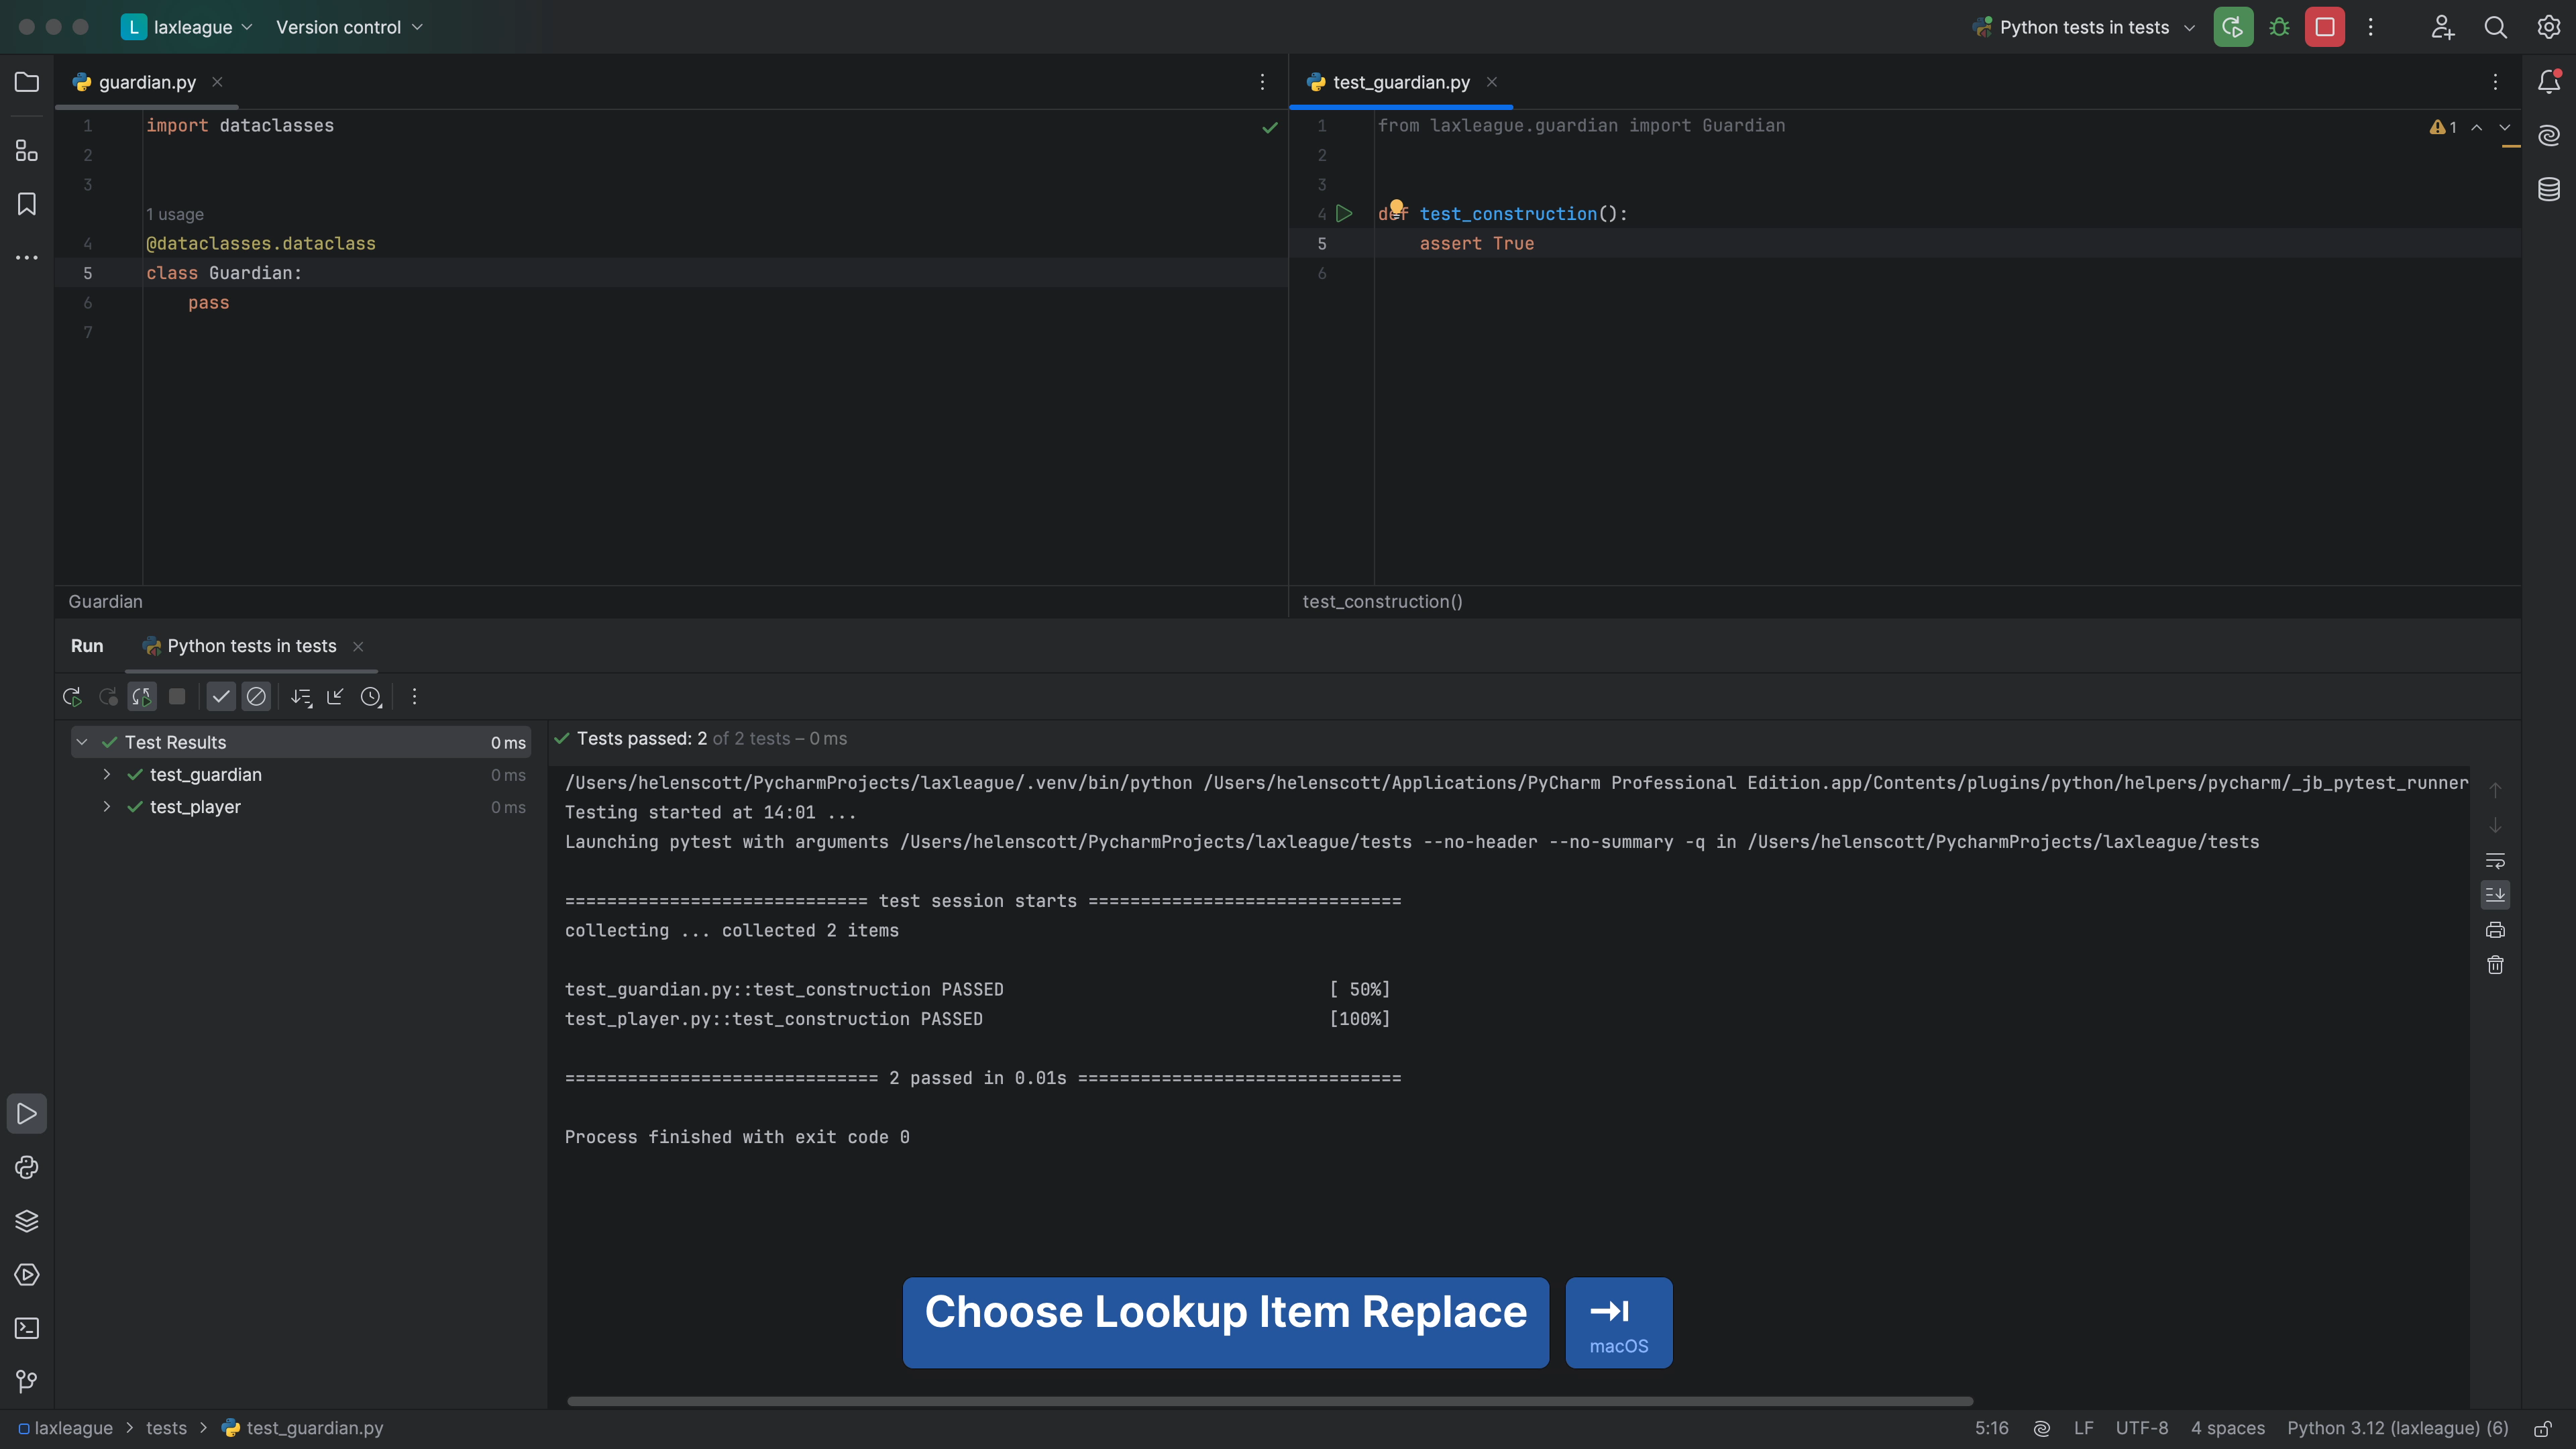 L laxleague Version control Python tests in tests
guardian.py
test_guardian.py
1 import dataclasses
2
3
1 usage
4 @dataclasses.dataclass
5 class Guardian:
6 pass
7
1 from laxleague.guardian import Guardian
1
2
3
4 def test_construction():
5 assert True
6
Guardian
test_construction()
Run Python tests in tests
Test Results 0 ms
test_guardian 0 ms
test_player 0 ms
Tests passed: 2 of 2 tests – 0 ms
/Users/helenscott/PycharmProjects/laxleague/.venv/bin/python /Users/helenscott/Applications/PyCharm Professional Edition.app/Contents/plugins/python/helpers/pycharm/_jb_pytest_runner
Testing started at 14:01 ...
Launching pytest with arguments /Users/helenscott/PycharmProjects/laxleague/tests --no-header --no-summary -q in /Users/helenscott/PycharmProjects/laxleague/tests
============================= test session starts ==============================
collecting ... collected 2 items
test_guardian.py::test_construction PASSED [ 50%]
test_player.py::test_construction PASSED [100%]
============================== 2 passed in 0.01s ===============================
Process finished with exit code 0
Choose Lookup Item Replace
macOS
laxleague > tests > test_guardian.py 5:16 LF UTF-8 4 spaces Python 3.12 (laxleague) (6)